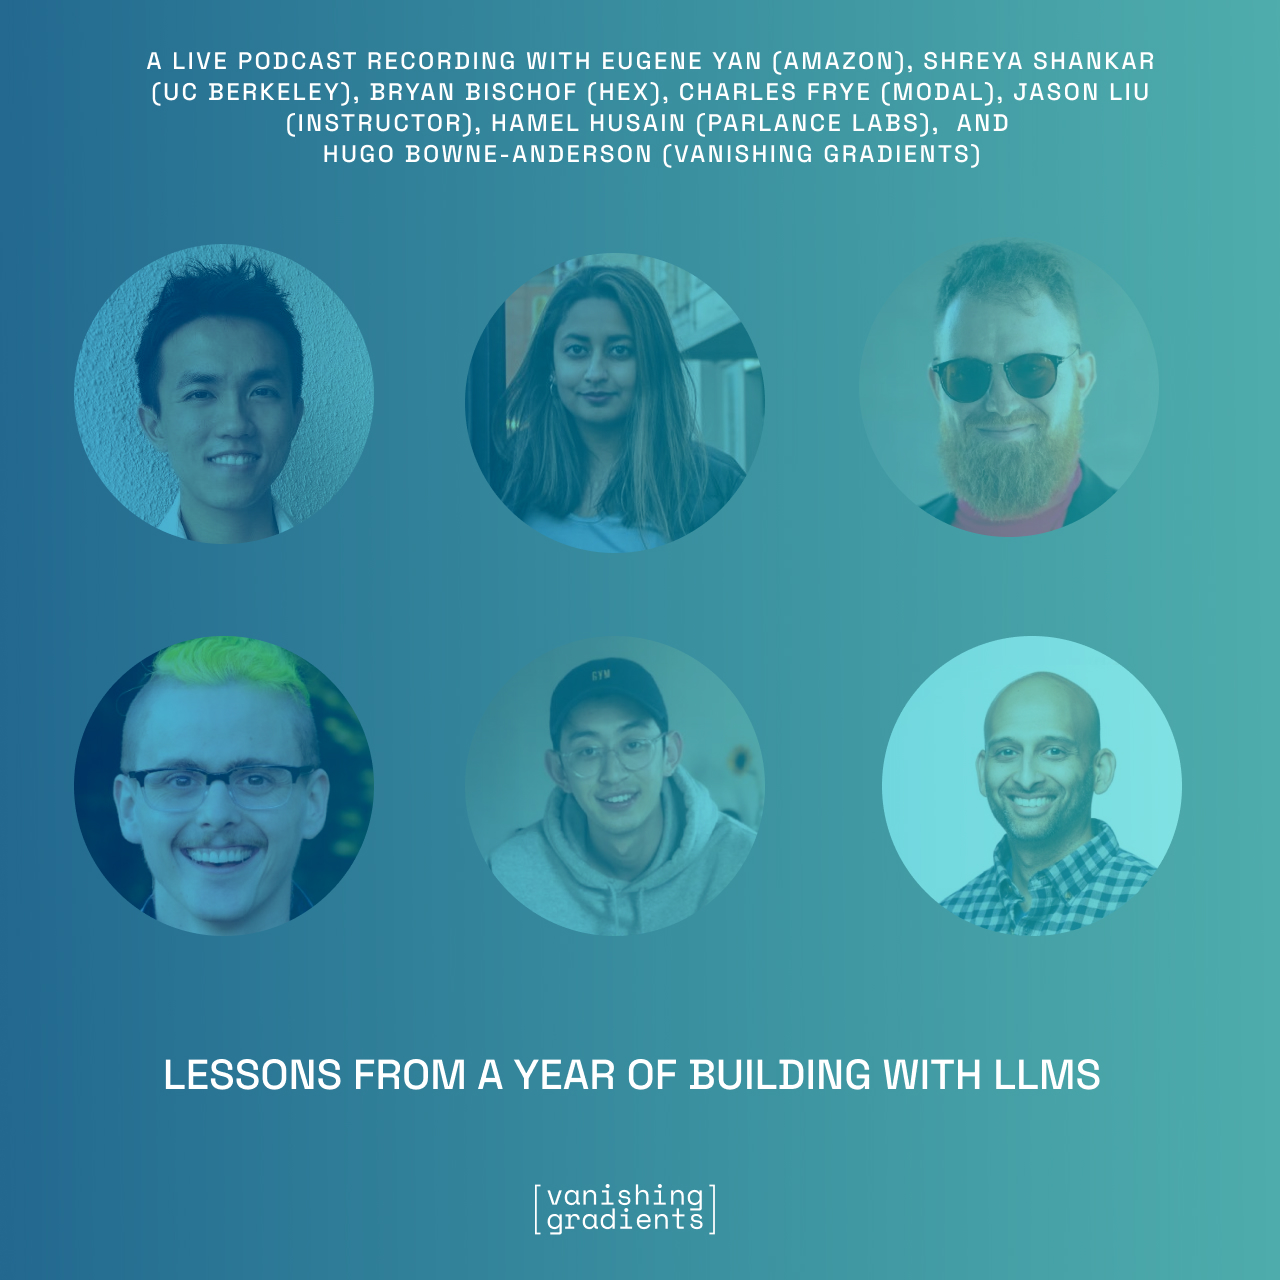 A LIVE PODCAST RECORDING WITH EUGENE YAN (AMAZON), SHREYA SHANKAR
(UC BERKELEY), BRYAN BISCHOF (HEX), CHARLES FRYE (MODAL), JASON LIU
(INSTRUCTOR), HAMEL HUSAIN (PARLANCE LABS), AND
HUGO BOWNE-ANDERSON (VANISHING GRADIENTS)
GYM
LESSONS FROM A YEAR OF BUILDING WITH LLMS
[vanishing
gradients]